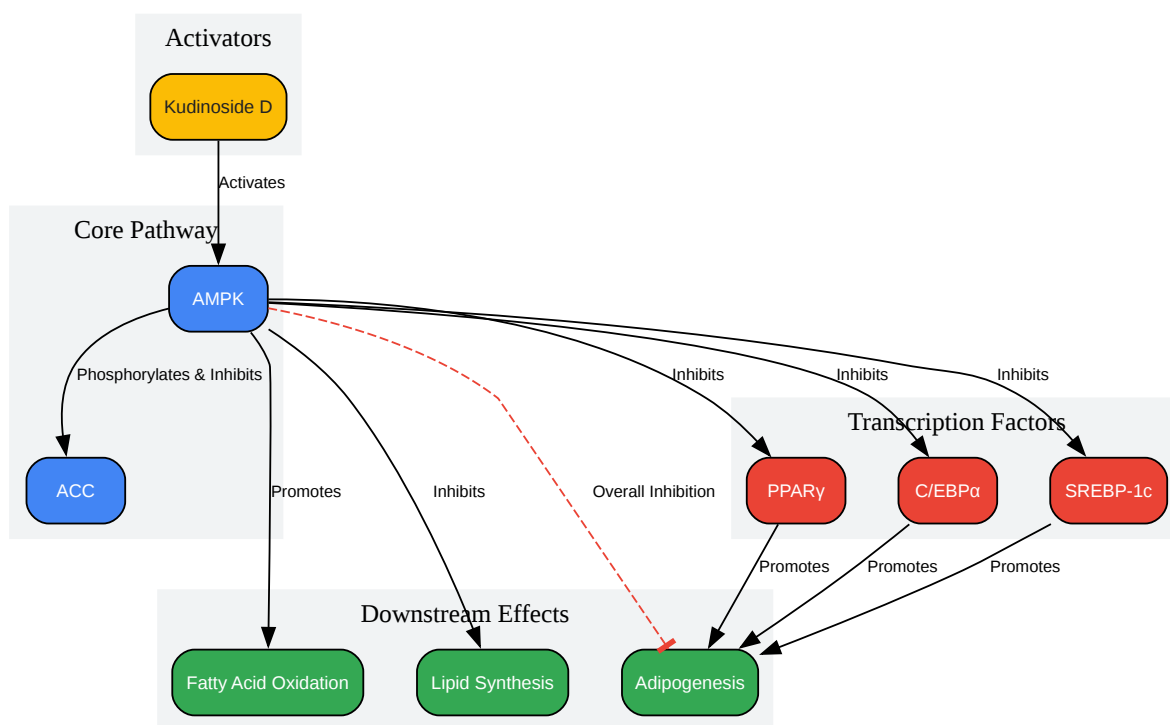 Activators
Kudinoside D
Activates
Core Pathway
AMPK
Phosphorylates & Inhibits
Inhibits
Inhibits
Inhibits
Transcription Factors
ACC
Promotes
Inhibits
Overall Inhibition
PPARγ
C/EBPα
SREBP-1c
Promotes
Promotes
Promotes
Downstream Effects
Fatty Acid Oxidation
Lipid Synthesis
Adipogenesis